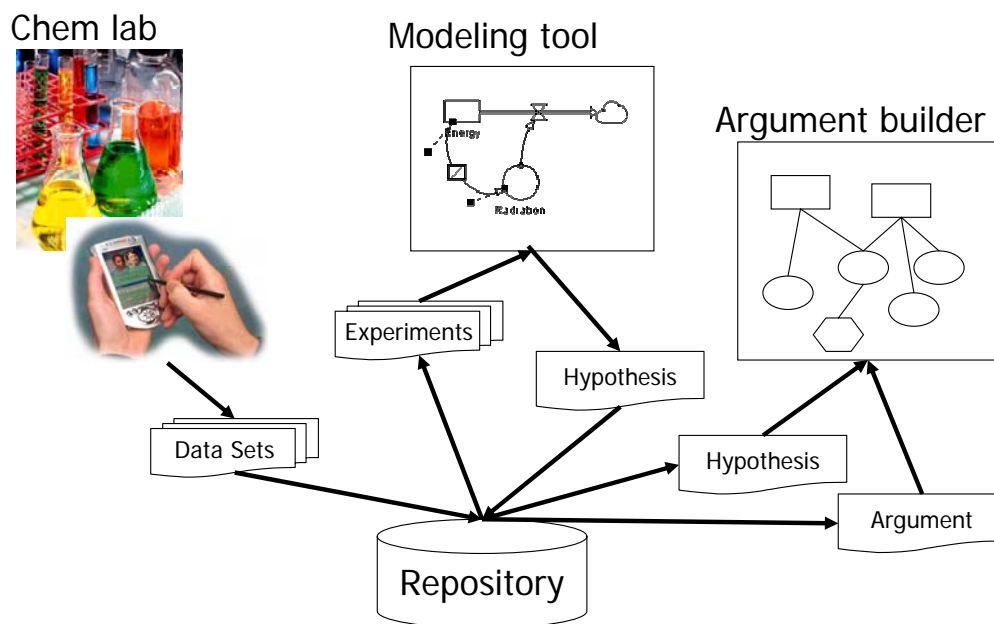 Chem lab
Modeling tool
Argument builder
Energy
Radiation
Experiments
Hypothesis
Data Sets
Hypothesis
Argument
Repository